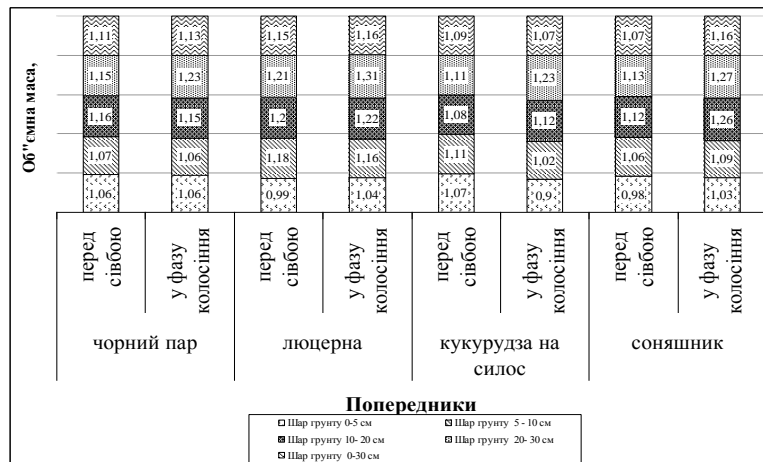 Об"ємна маса,
1,11 1,13 1,15 1,16 1,09 1,07 1,07 1,16
1,15 1,23 1,21 1,31 1,11 1,23 1,13 1,27
1,16 1,15 1,2 1,22 1,08 1,12 1,12 1,26
1,07 1,06 1,18 1,16 1,11 1,02 1,06 1,09
1,06 1,06 0,99 1,04 1,07 0,9 0,98 1,03
перед
сівбою
у фазу
колосіння
перед
сівбою
у фазу
колосіння
перед
сівбою
у фазу
колосіння
перед
сівбою
у фазу
колосіння
чорний пар
люцерна
кукурудза на
силос
соняшник
Попередники
Шар грунту 0-5 см
Шар грунту 5 - 10 см
Шар грунту 10- 20 см
Шар грунту 20- 30 см
Шар грунту 0-30 см